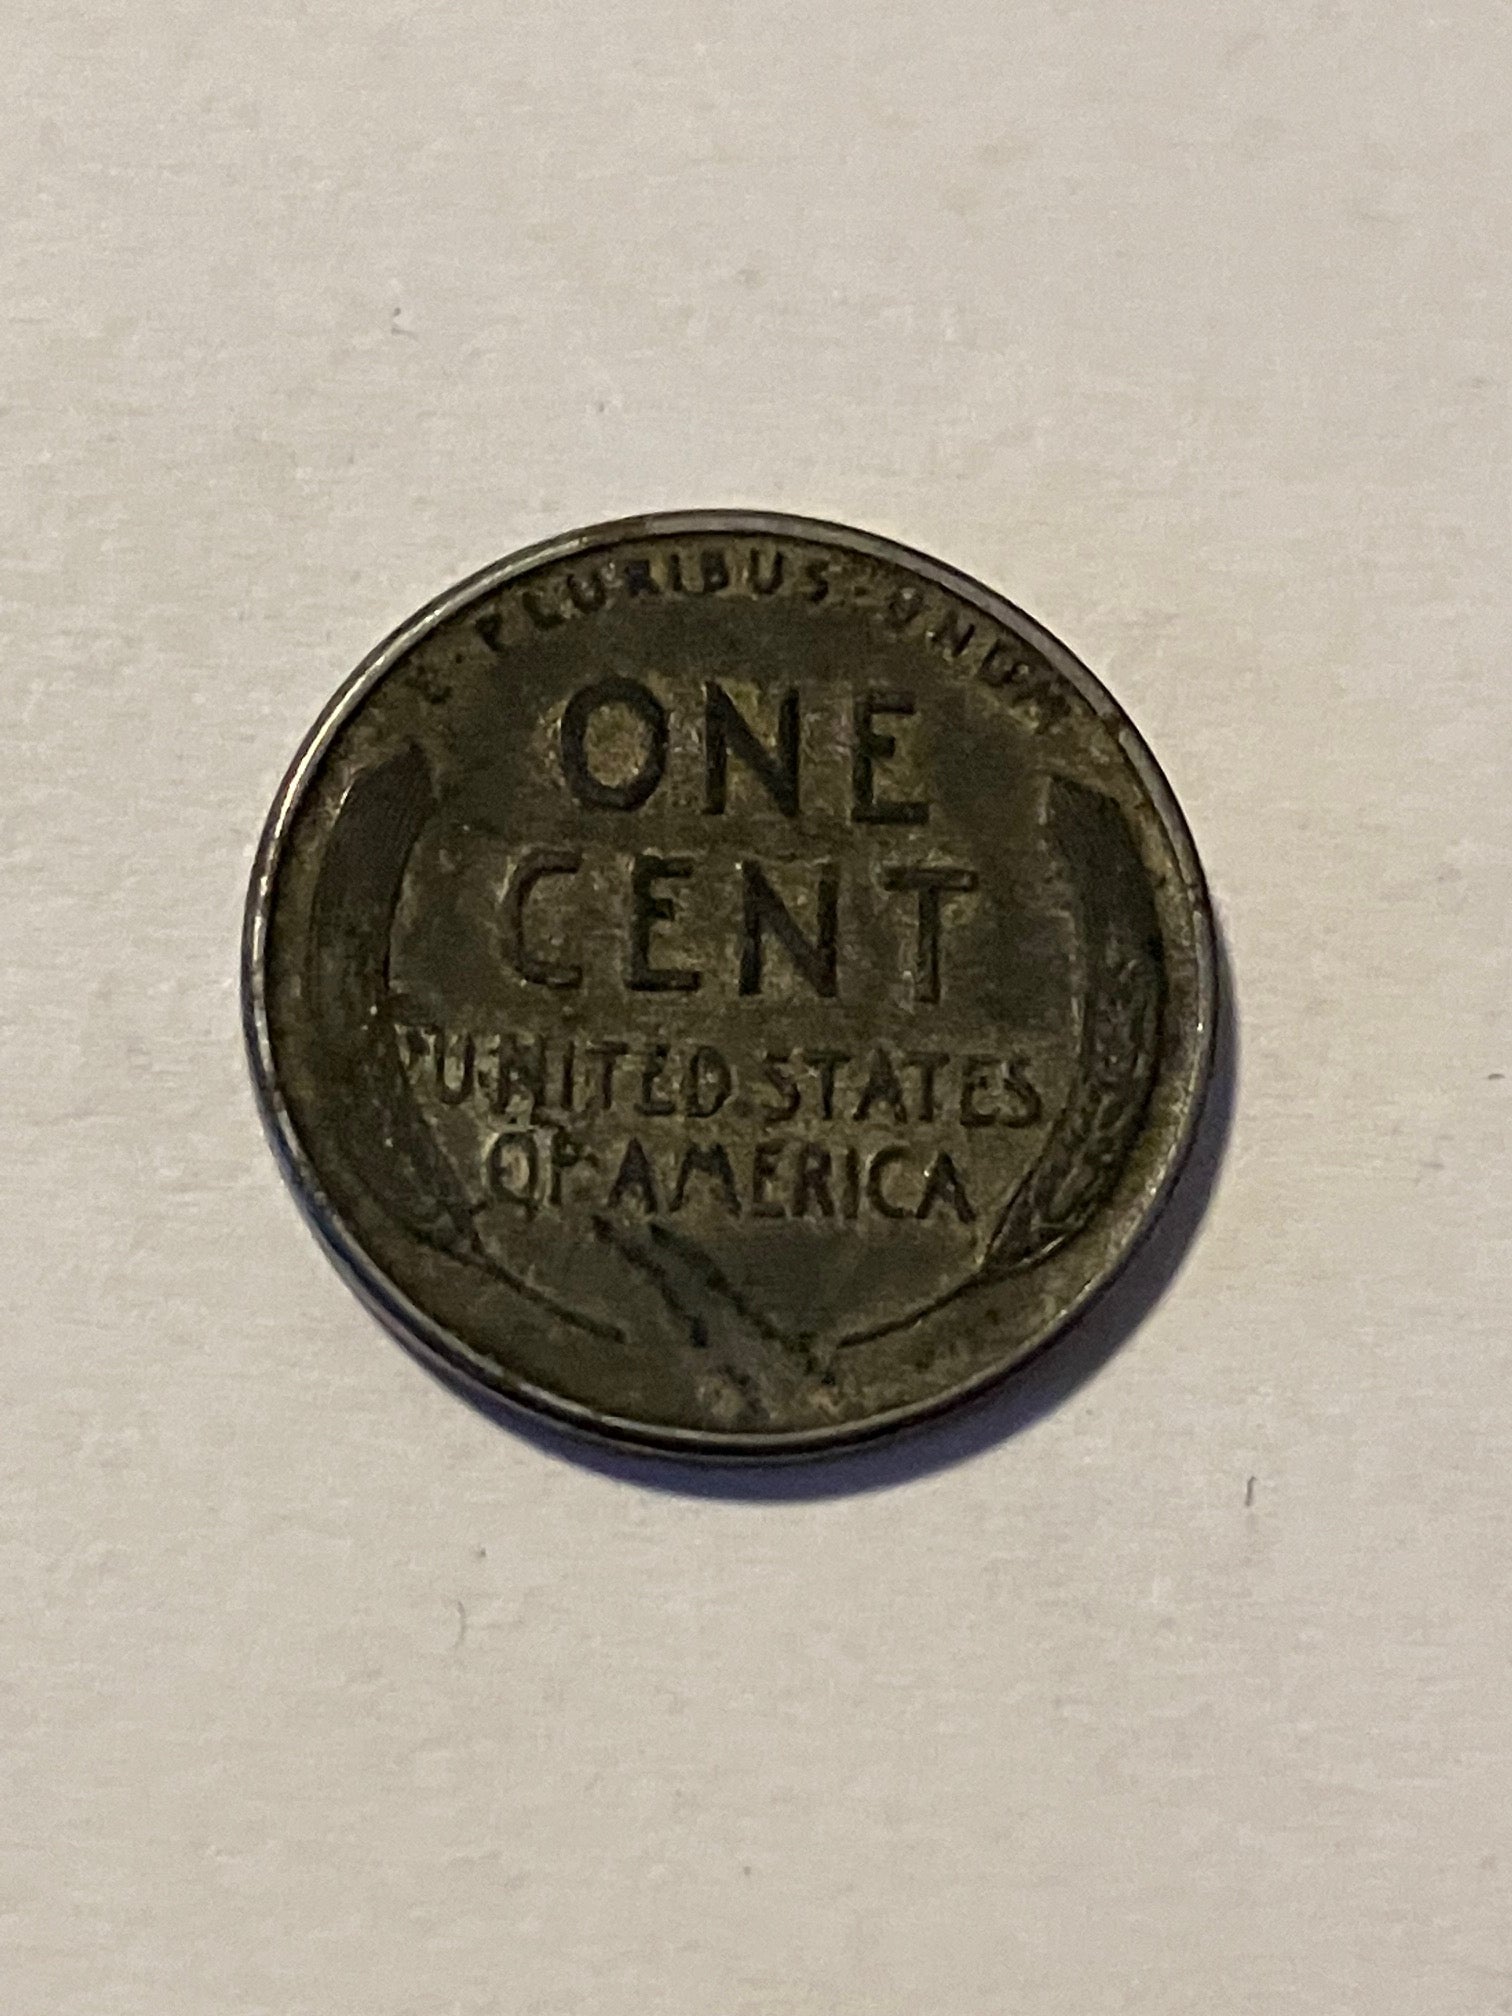 E·PLURIBUS·UNUM
ONE
CENT
UNITED STATES
OF AMERICA